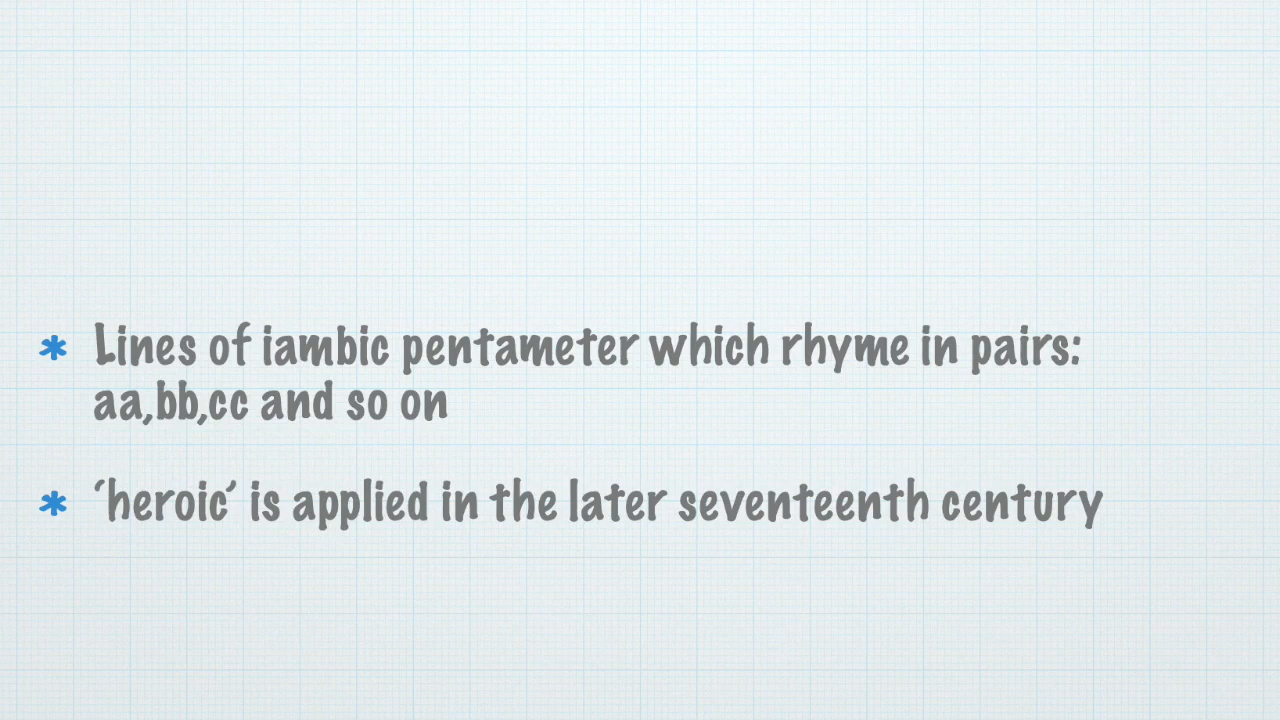 * Lines of iambic pentameter which rhyme in pairs:
aa,bb,cc and so on
* ‘heroic’ is applied in the later seventeenth century